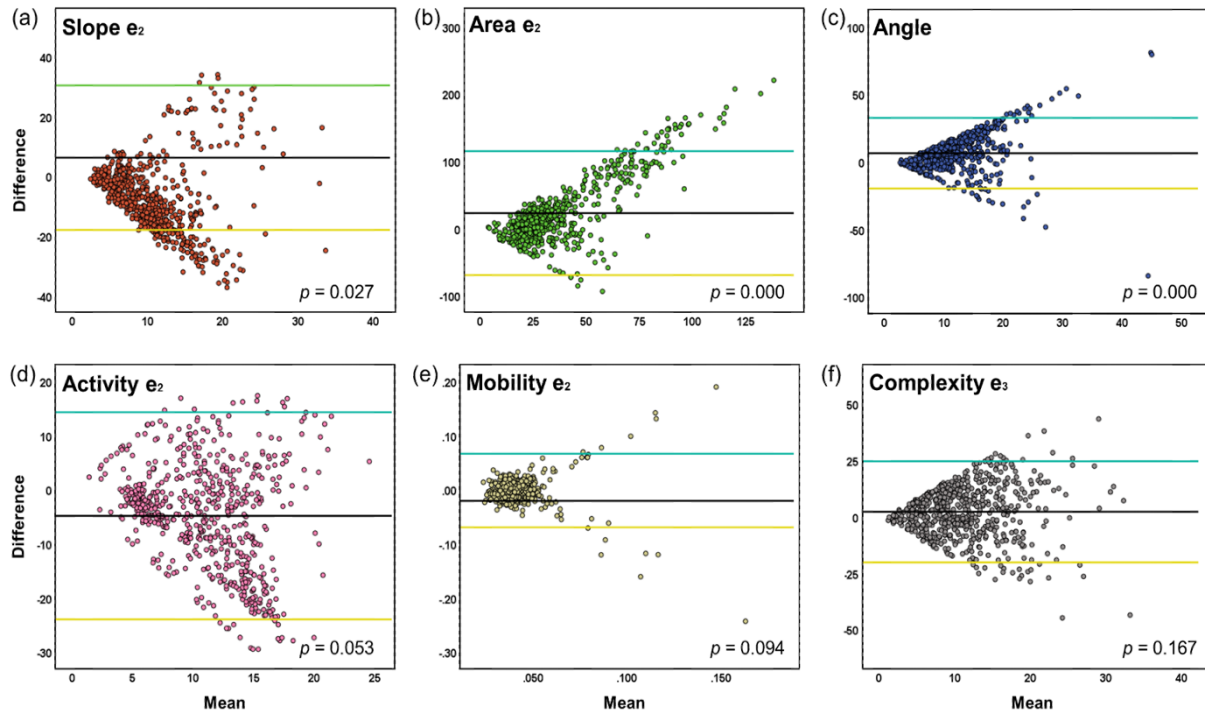 (a) Slope e₂
40
20
0
-20
-40
Difference
0 10 20 30 40
p = 0.027
(b) Area e₂
300
200
100
0
-100
0 25 50 75 100 125
p = 0.000
(c) Angle
100
50
0
-50
-100
0 10 20 30 40 50
p = 0.000
(d) Activity e₂
20
10
0
-10
-20
-30
Difference
0 5 10 15 20 25
Mean
p = 0.053
(e) Mobility e₂
.20
.10
.00
-.10
-.20
-.30
.050 .100 .150
Mean
p = 0.094
(f) Complexity e₃
50
25
0
-25
-50
0 10 20 30 40
Mean
p = 0.167